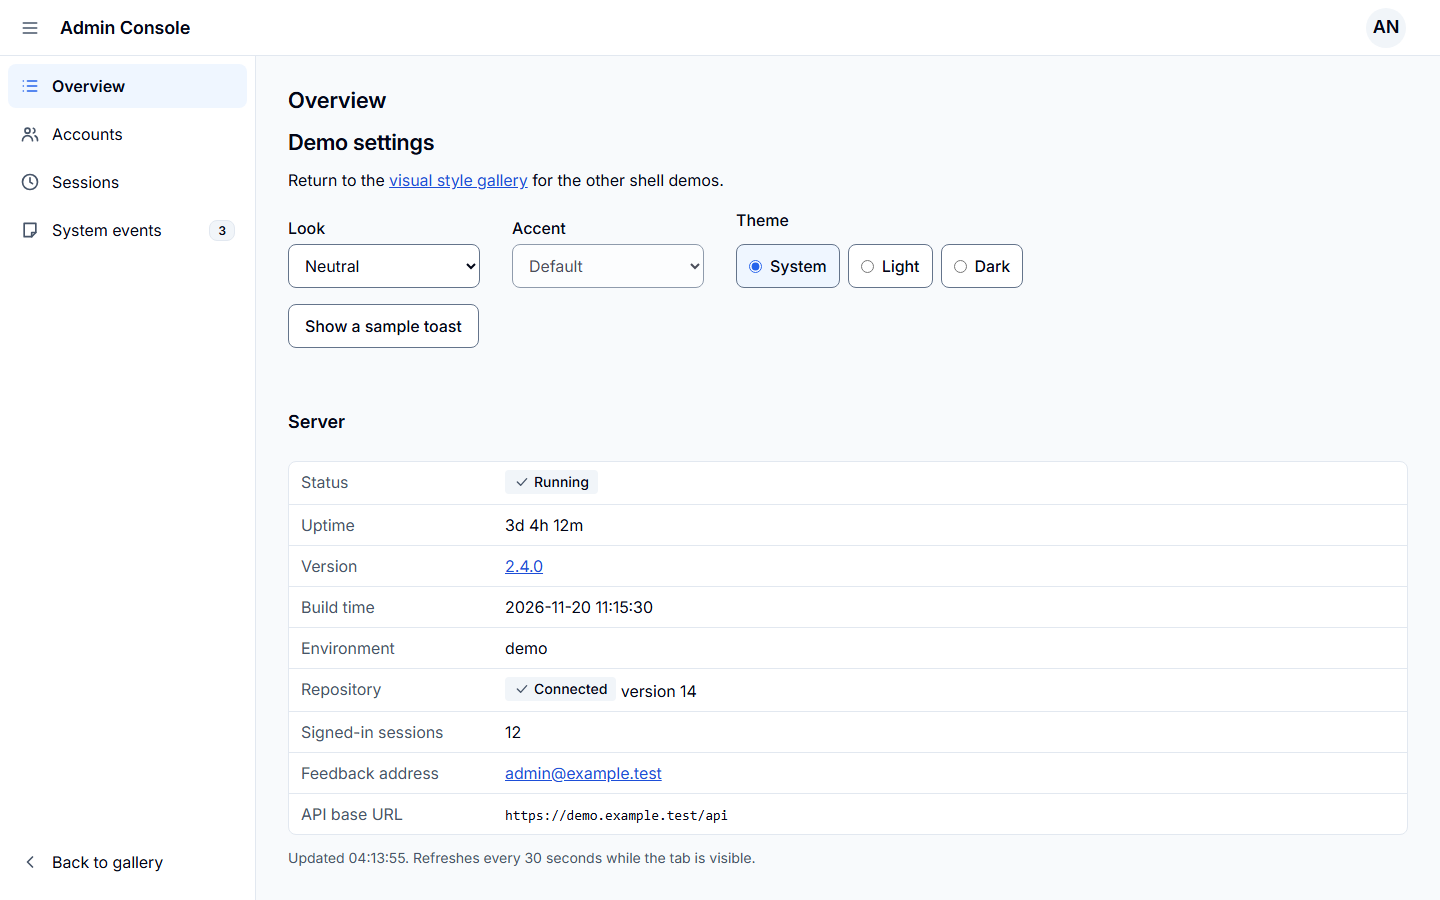 Admin Console
AN
Overview
Accounts
Sessions
System events 3
Back to gallery
Overview
Demo settings
Return to the visual style gallery for the other shell demos.
Look
Neutral
Accent
Default
Theme
System
Light
Dark
Show a sample toast
Server
Status Running
Uptime 3d 4h 12m
Version 2.4.0
Build time 2026-11-20 11:15:30
Environment demo
Repository Connected version 14
Signed-in sessions 12
Feedback address admin@example.test
API base URL https://demo.example.test/api
Updated 04:13:55. Refreshes every 30 seconds while the tab is visible.